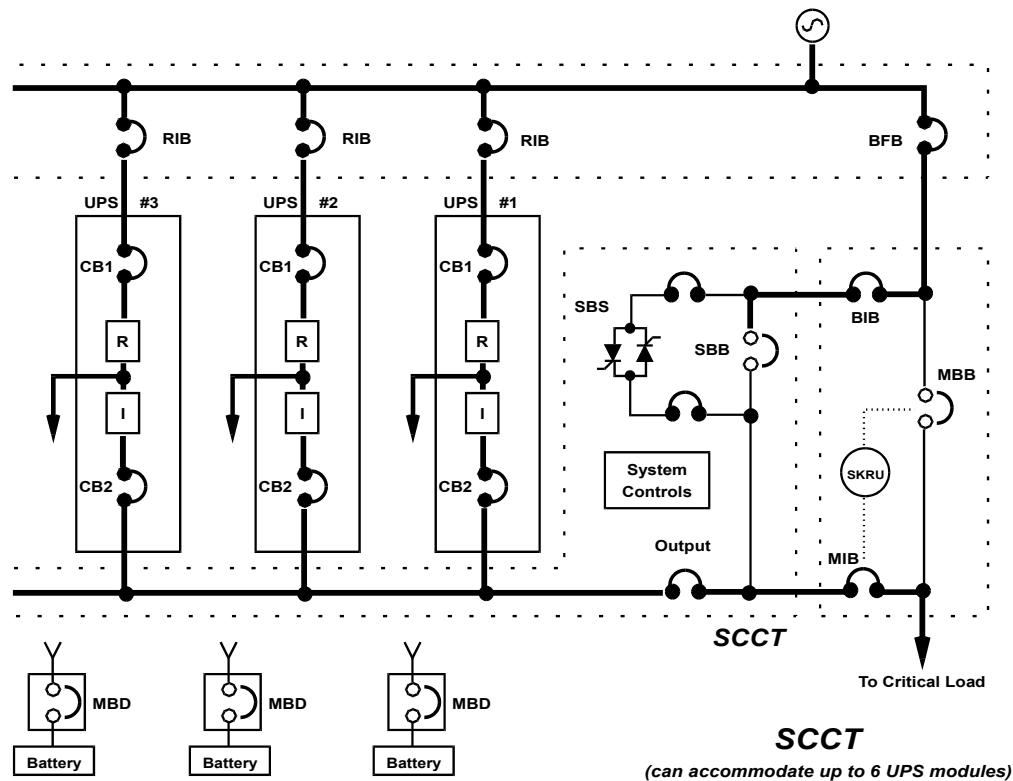 RIB
RIB
RIB
BFB
UPS #3
UPS #2
UPS #1
CB1
CB1
CB1
SBS
SBB
BIB
R
R
R
MBB
I
I
I
System
Controls
SKRU
CB2
CB2
CB2
Output
MIB
SCCT
To Critical Load
MBD
MBD
MBD
Battery
Battery
Battery
SCCT
(can accommodate up to 6 UPS modules)